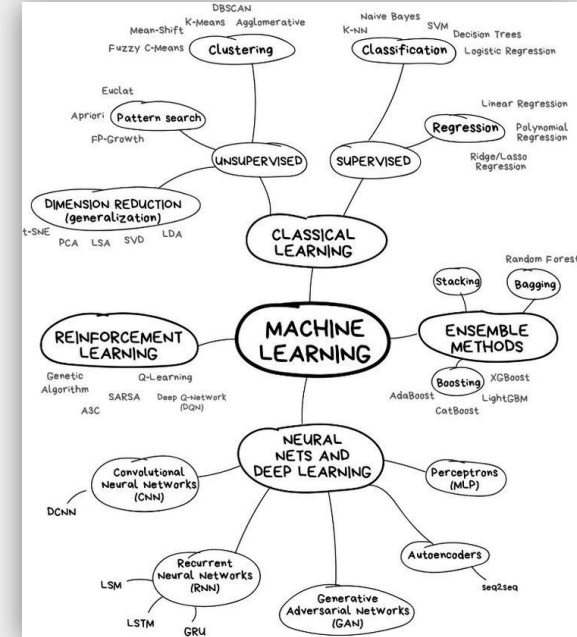 DBSCAN
K-Means Agglomerative
Mean-Shift
Fuzzy C-Means
Clustering
Naive Bayes
K-NN
SVM
Decision Trees
Logistic Regression
Classification
Euclat
Apriori
FP-Growth
Pattern search
UNSUPERVISED
SUPERVISED
Regression
Linear Regression
Polynomial
Regression
Ridge/Lasso
Regression
DIMENSION REDUCTION
(generalization)
t-SNE
PCA
LSA
SVD
LDA
CLASSICAL
LEARNING
Random Forest
Stacking
Bagging
MACHINE
LEARNING
ENSEMBLE
METHODS
REINFORCEMENT
LEARNING
Genetic
Algorithm
Q-Learning
SARSA
Deep Q-Network
(DQN)
A3C
Boosting
XGBoost
AdaBoost
LightGBM
CatBoost
NEURAL
NETS AND
DEEP LEARNING
Convolutional
Neural Networks
(CNN)
DCNN
Perceptrons
(MLP)
Recurrent
Neural Networks
(RNN)
LSM
LSTM
GRU
Autoencoders
seq2seq
Generative
Adversarial Networks
(GAN)